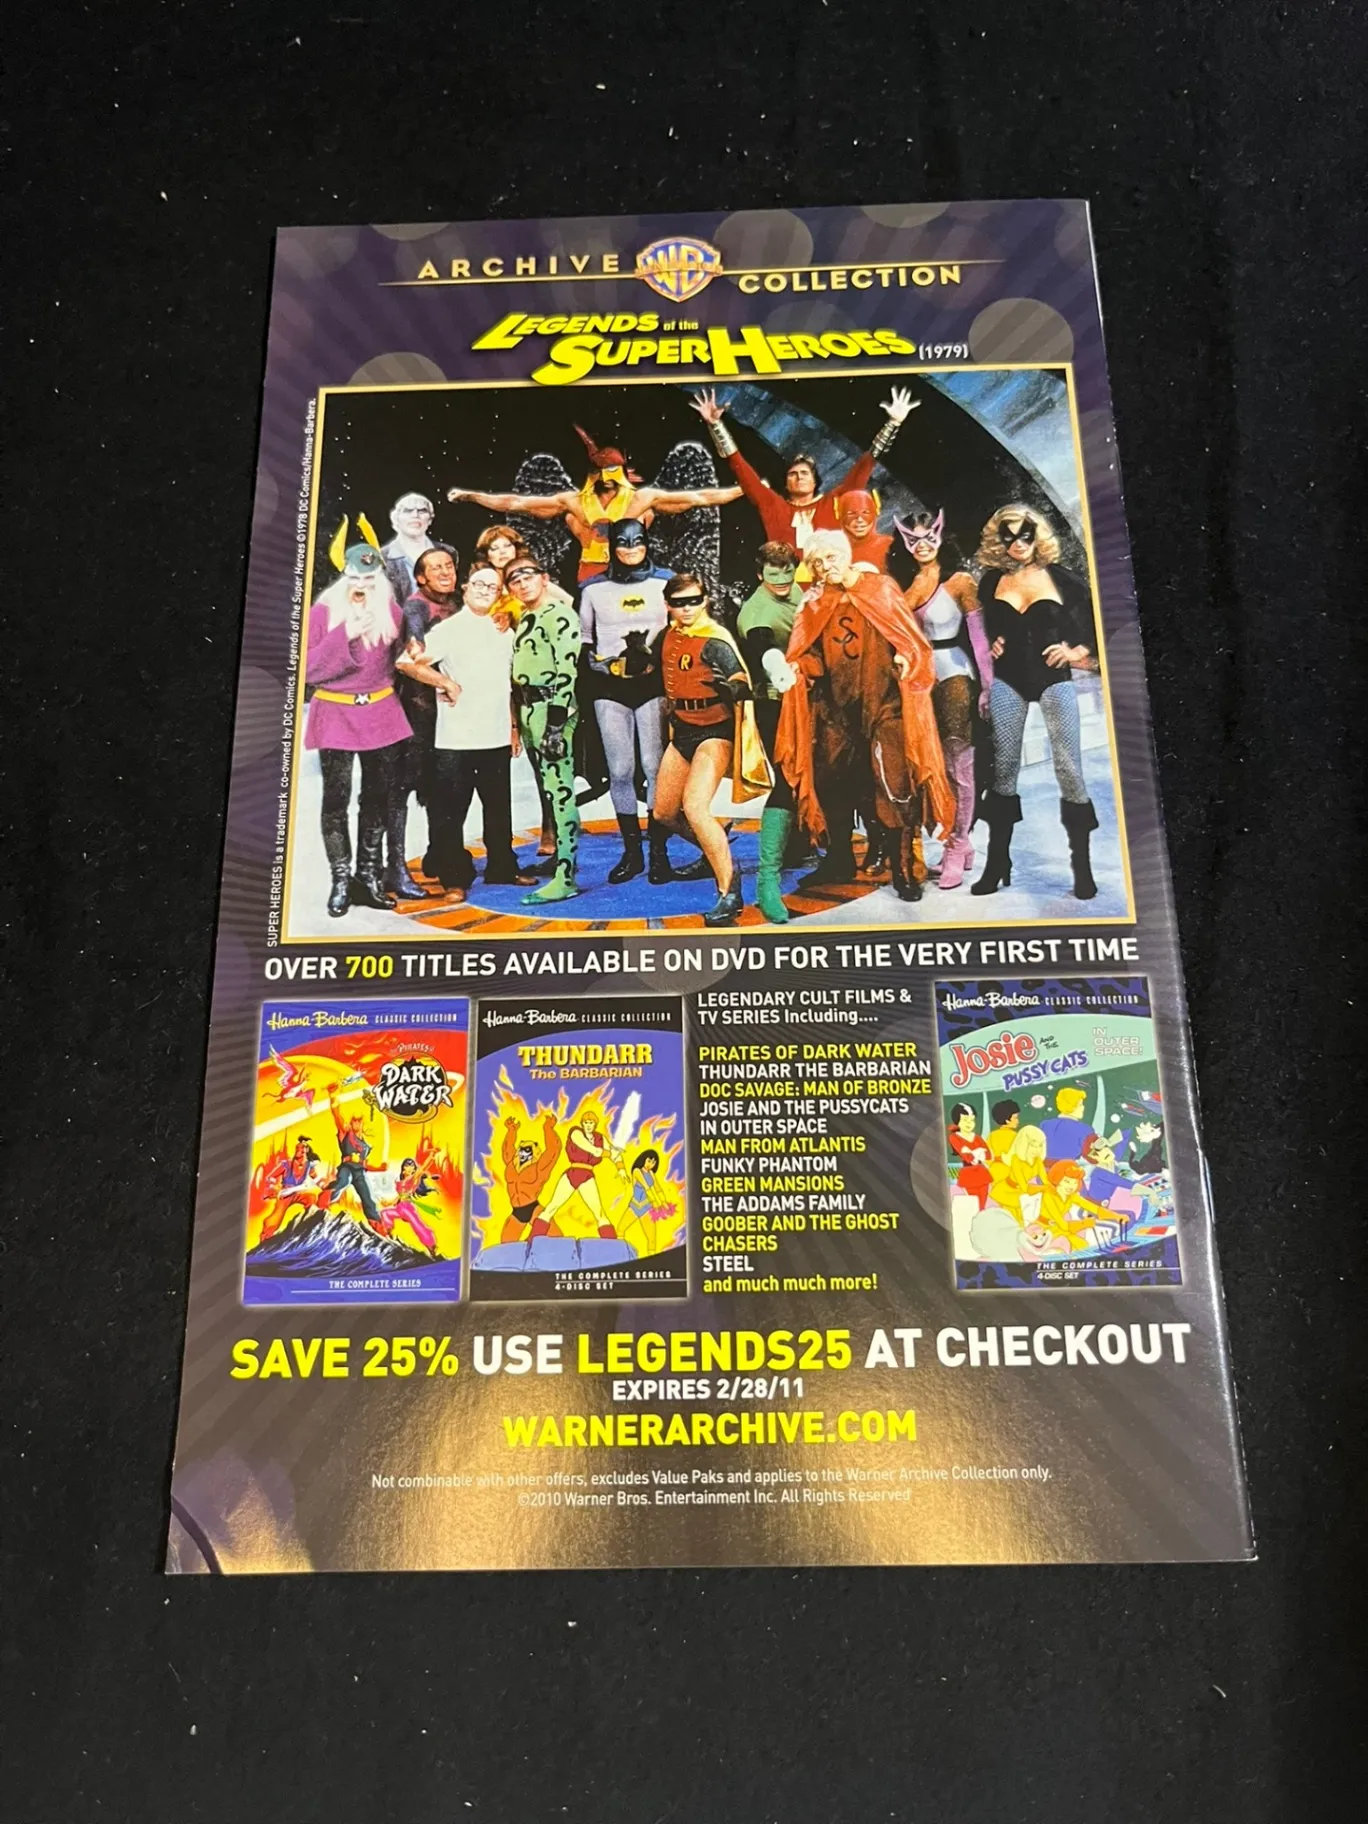 ARCHIVE WB COLLECTION
LEGENDS of the
SUPERHEROES (1979)
SUPER HEROES is a trademark co-owned by DC Comics. Legends of the Super Heroes ©1978 DC Comics/Hanna-Barbera.
R
SC
OVER 700 TITLES AVAILABLE ON DVD FOR THE VERY FIRST TIME
Hanna-Barbera CLASSIC COLLECTION
THE PIRATES OF
DARK
WATER
THE COMPLETE SERIES
Hanna-Barbera CLASSIC COLLECTION
THUNDARR
The BARBARIAN
THE COMPLETE SERIES
4-DISC SET
LEGENDARY CULT FILMS &
TV SERIES Including....
PIRATES OF DARK WATER
THUNDARR THE BARBARIAN
DOC SAVAGE: MAN OF BRONZE
JOSIE AND THE PUSSYCATS
IN OUTER SPACE
MAN FROM ATLANTIS
FUNKY PHANTOM
GREEN MANSIONS
THE ADDAMS FAMILY
GOOBER AND THE GHOST
CHASERS
STEEL
and much much more!
Hanna-Barbera CLASSIC COLLECTION
Josie AND THE
PUSSYCATS
IN
OUTER
SPACE!
THE COMPLETE SERIES
4-DISC SET
SAVE 25% USE LEGENDS25 AT CHECKOUT
EXPIRES 2/28/11
WARNERARCHIVE.COM
Not combinable with other offers, excludes Value Paks and applies to the Warner Archive Collection only.
©2010 Warner Bros. Entertainment Inc. All Rights Reserved